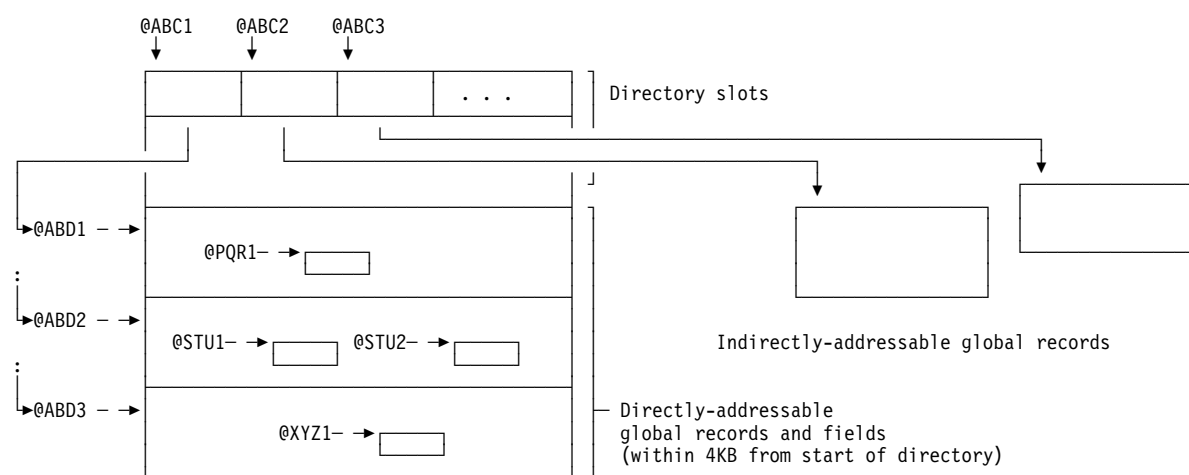 @ABC1 @ABC2 @ABC3
. . .
Directory slots
@ABD1
@PQR1
:
@ABD2
@STU1 @STU2
Indirectly-addressable global records
:
@ABD3
@XYZ1
Directly-addressable
global records and fields
(within 4KB from start of directory)